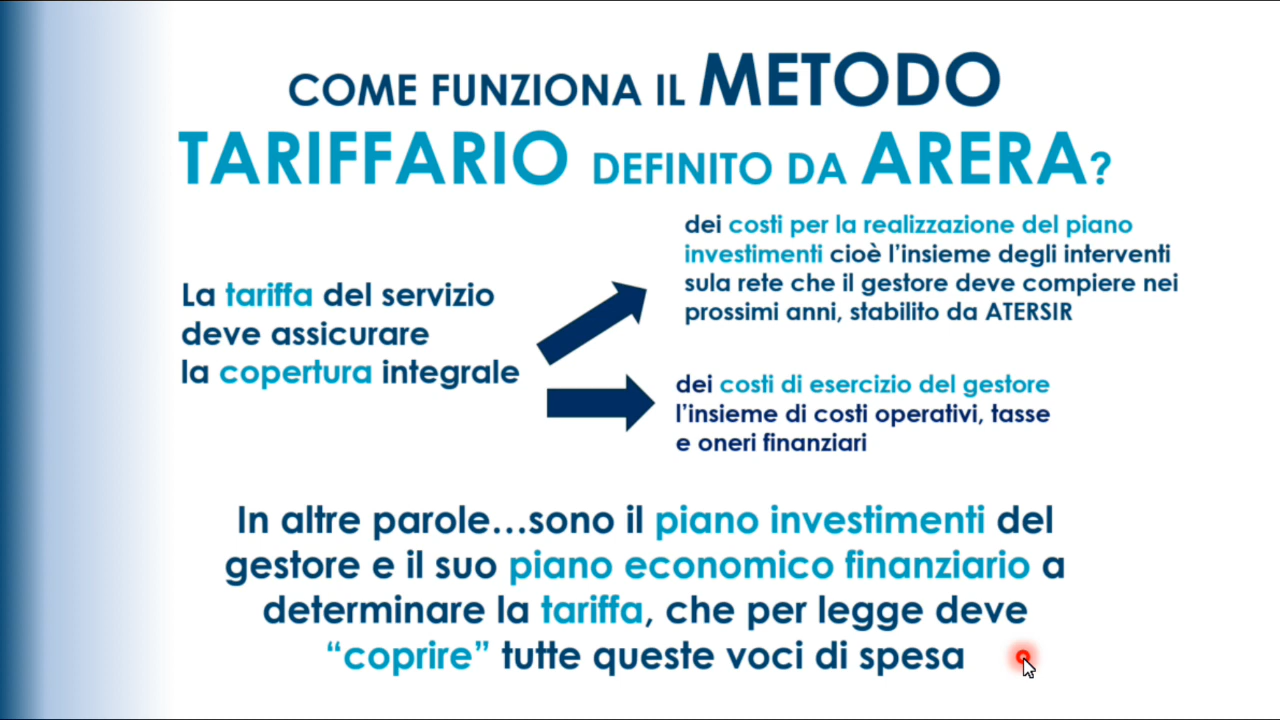 COME FUNZIONA IL METODO
TARIFFARIO DEFINITO DA ARERA?
La tariffa del servizio
deve assicurare
la copertura integrale
dei costi per la realizzazione del piano
investimenti cioè l'insieme degli interventi
sula rete che il gestore deve compiere nei
prossimi anni, stabilito da ATERSIR
dei costi di esercizio del gestore
l'insieme di costi operativi, tasse
e oneri finanziari
In altre parole...sono il piano investimenti del
gestore e il suo piano economico finanziario a
determinare la tariffa, che per legge deve
“coprire” tutte queste voci di spesa